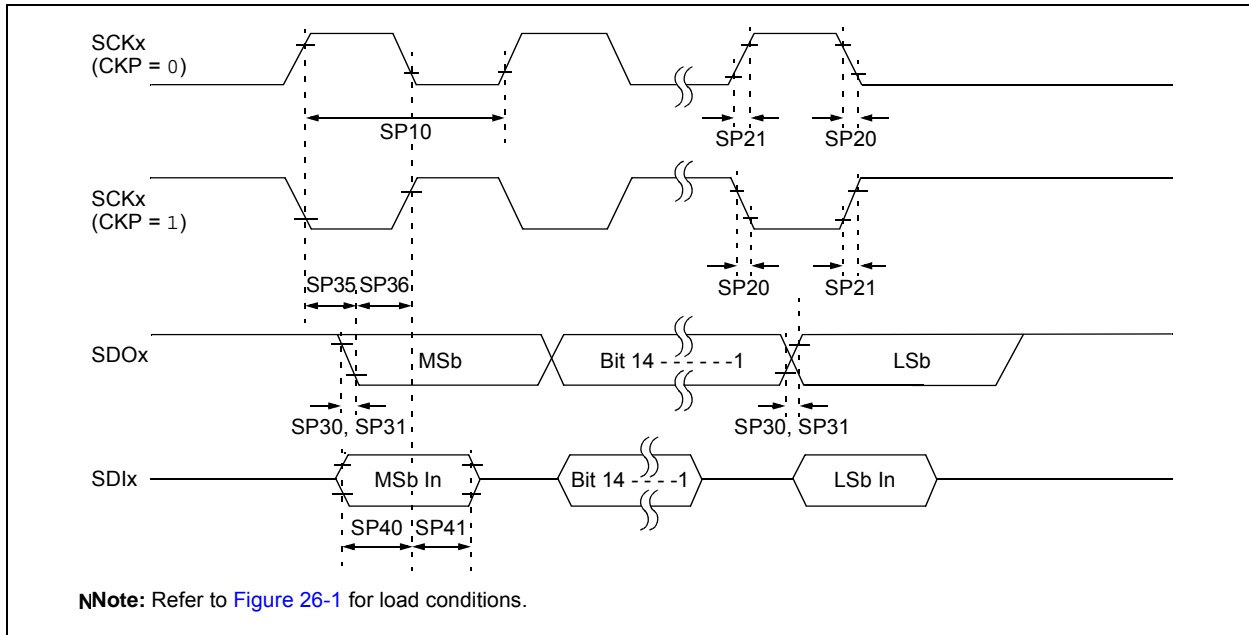 SCKx
(CKP = 0)
SP10
SP21
SP20
SCKx
(CKP = 1)
SP35
SP36
SP20
SP21
SDOx
MSb
Bit 14 - - - - - -1
LSb
SP30, SP31
SP30, SP31
SDIx
MSb In
Bit 14 - - - -1
LSb In
SP40
SP41
NNote: Refer to Figure 26-1 for load conditions.